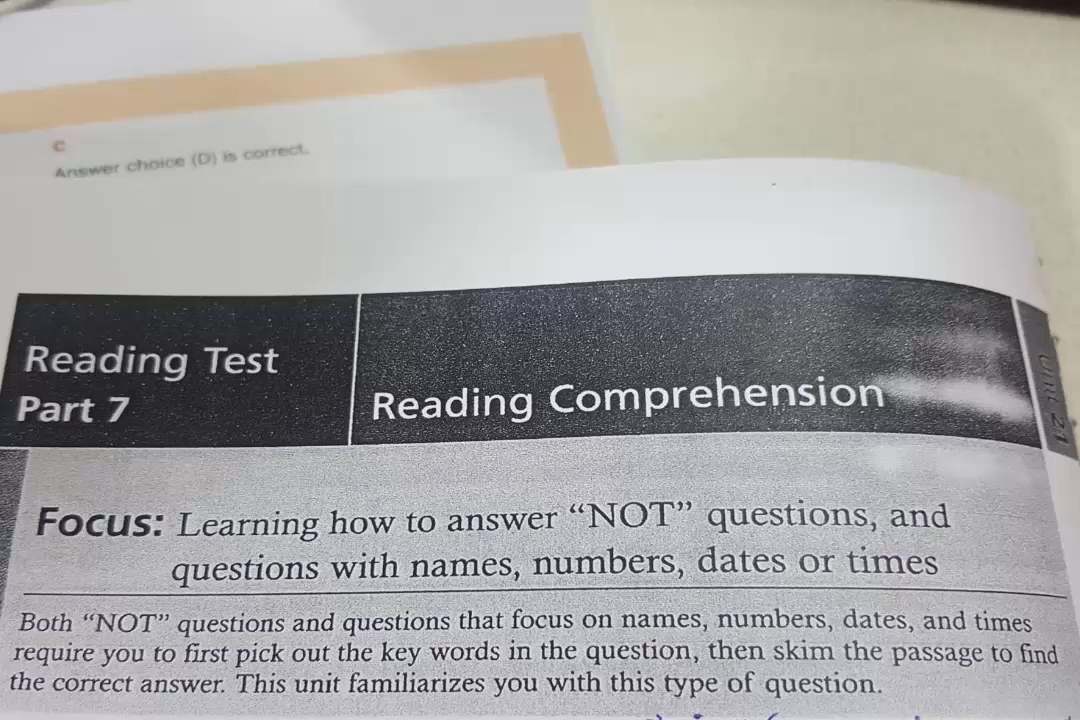 C
Answer choice (D) is correct.
Reading Test
Part 7
Reading Comprehension
Unit 21
Focus: Learning how to answer “NOT” questions, and
questions with names, numbers, dates or times
Both “NOT” questions and questions that focus on names, numbers, dates, and times
require you to first pick out the key words in the question, then skim the passage to find
the correct answer. This unit familiarizes you with this type of question.